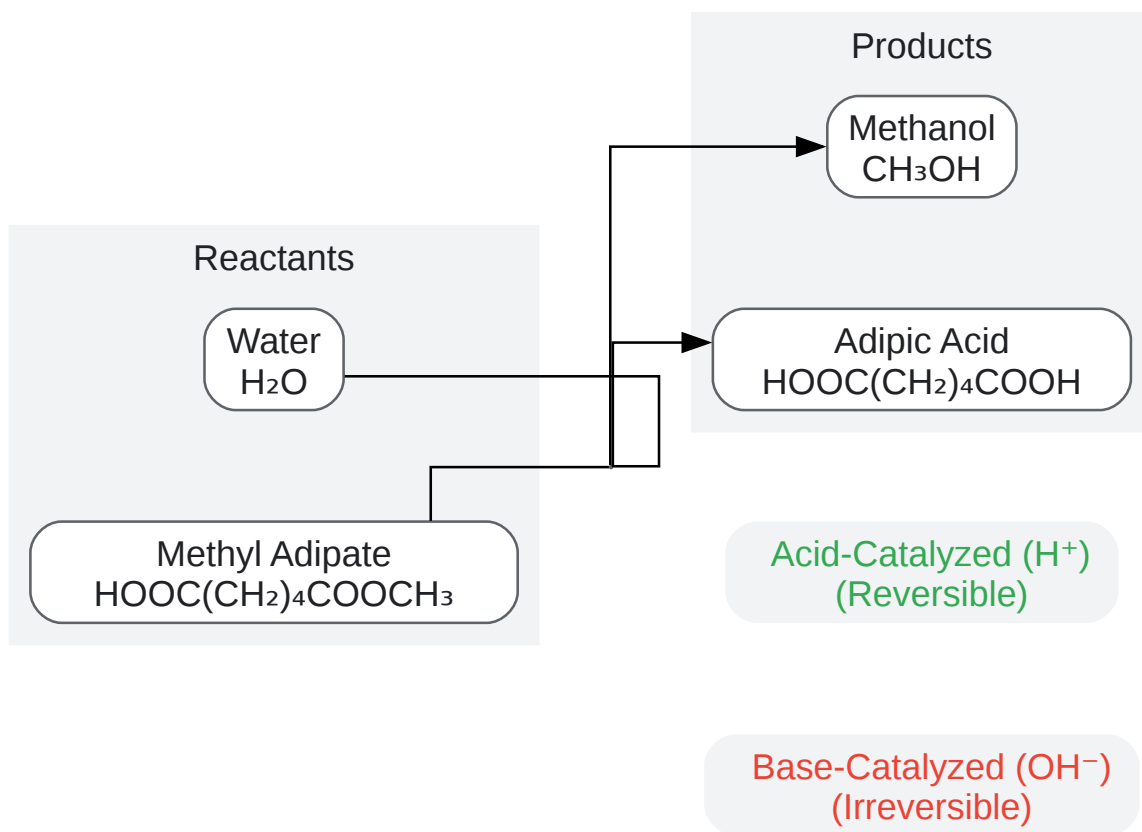 Products
Methanol
CH₃OH
Reactants
Water
H₂O
Adipic Acid
HOOC(CH₂)₄COOH
Methyl Adipate
HOOC(CH₂)₄COOCH₃
Acid-Catalyzed (H⁺)
(Reversible)
Base-Catalyzed (OH⁻)
(Irreversible)